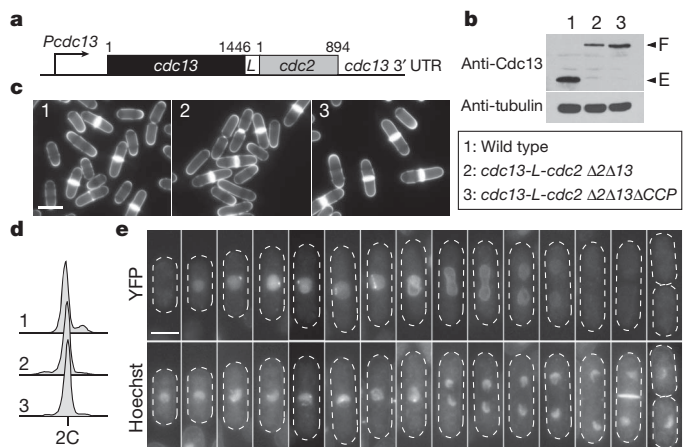 a
Pcdc13
1 1446 1 894
cdc13 L cdc2 cdc13 3′ UTR
b
1 2 3
Anti-Cdc13
F
E
Anti-tubulin
1: Wild type
2: cdc13-L-cdc2 Δ2Δ13
3: cdc13-L-cdc2 Δ2Δ13ΔCCP
c
1 2 3
d
1
2
3
2C
e
YFP
Hoechst